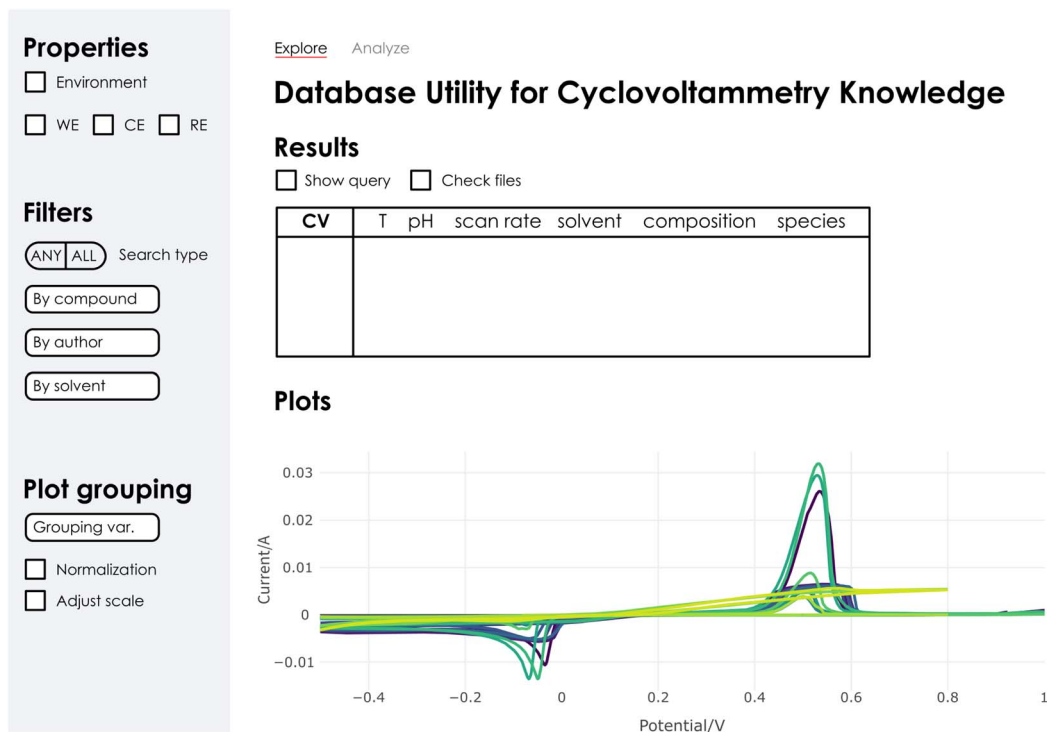 Properties
Environment
WE CE RE
Filters
ANY ALL Search type
By compound
By author
By solvent
Plot grouping
Grouping var.
Normalization
Adjust scale
Explore Analyze
Database Utility for Cyclovoltammetry Knowledge
Results
Show query Check files
CV T pH scan rate solvent composition species
Plots
Current/A
0.03
0.02
0.01
0
−0.01
−0.4 −0.2 0 0.2 0.4 0.6 0.8 1
Potential/V